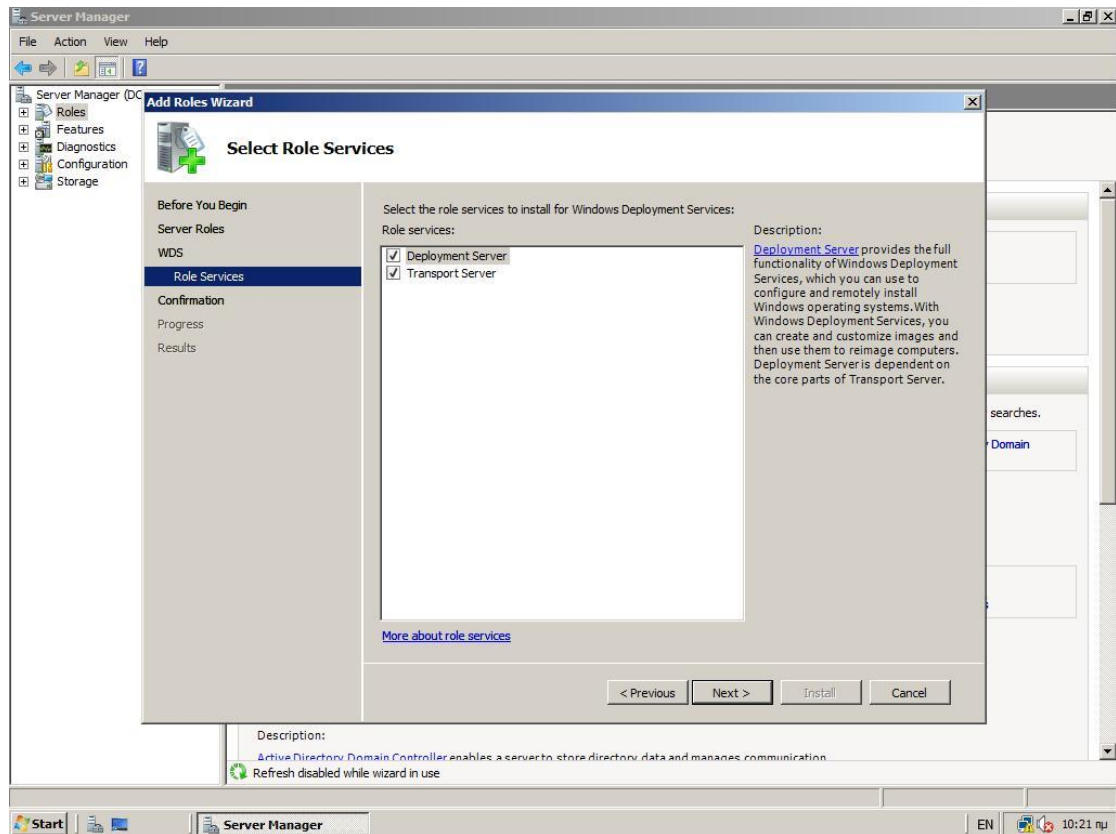 Server Manager
File Action View Help
Server Manager (DC
Roles
Features
Diagnostics
Configuration
Storage
Add Roles Wizard
Select Role Services
Before You Begin
Server Roles
WDS
Role Services
Confirmation
Progress
Results
Select the role services to install for Windows Deployment Services:
Role services:
Deployment Server
Transport Server
More about role services
Description:
Deployment Server provides the full
functionality of Windows Deployment
Services, which you can use to
configure and remotely install
Windows operating systems. With
Windows Deployment Services, you
can create and customize images and
then use them to reimage computers.
Deployment Server is dependent on
the core parts of Transport Server.
< Previous Next > Install Cancel
searches.
Domain
Description:
Active Directory Domain Controller enables a server to store directory data and manages communication
Refresh disabled while wizard in use
Start Server Manager EN 10:21 πμ